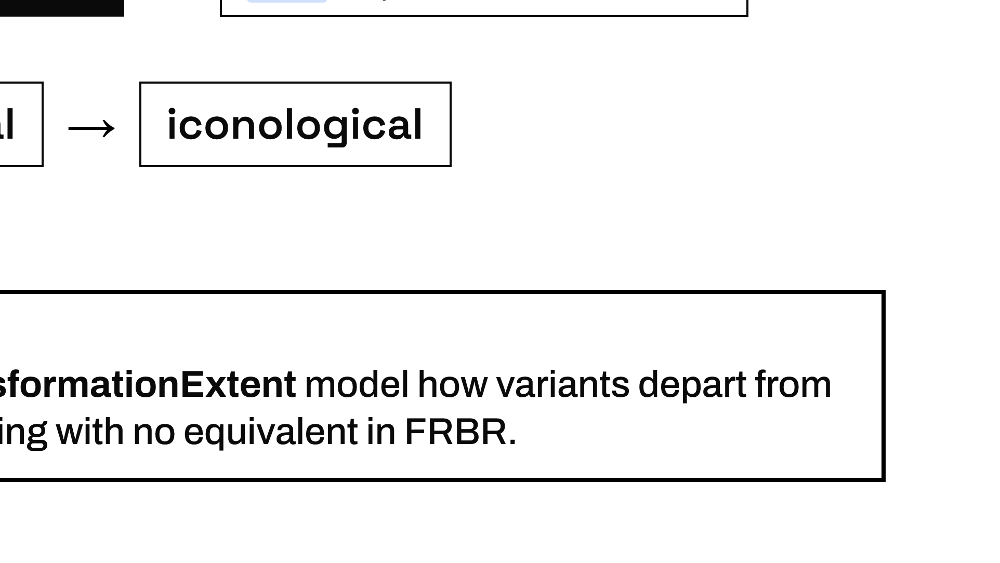 al → iconological
sformationExtent model how variants depart from
ing with no equivalent in FRBR.